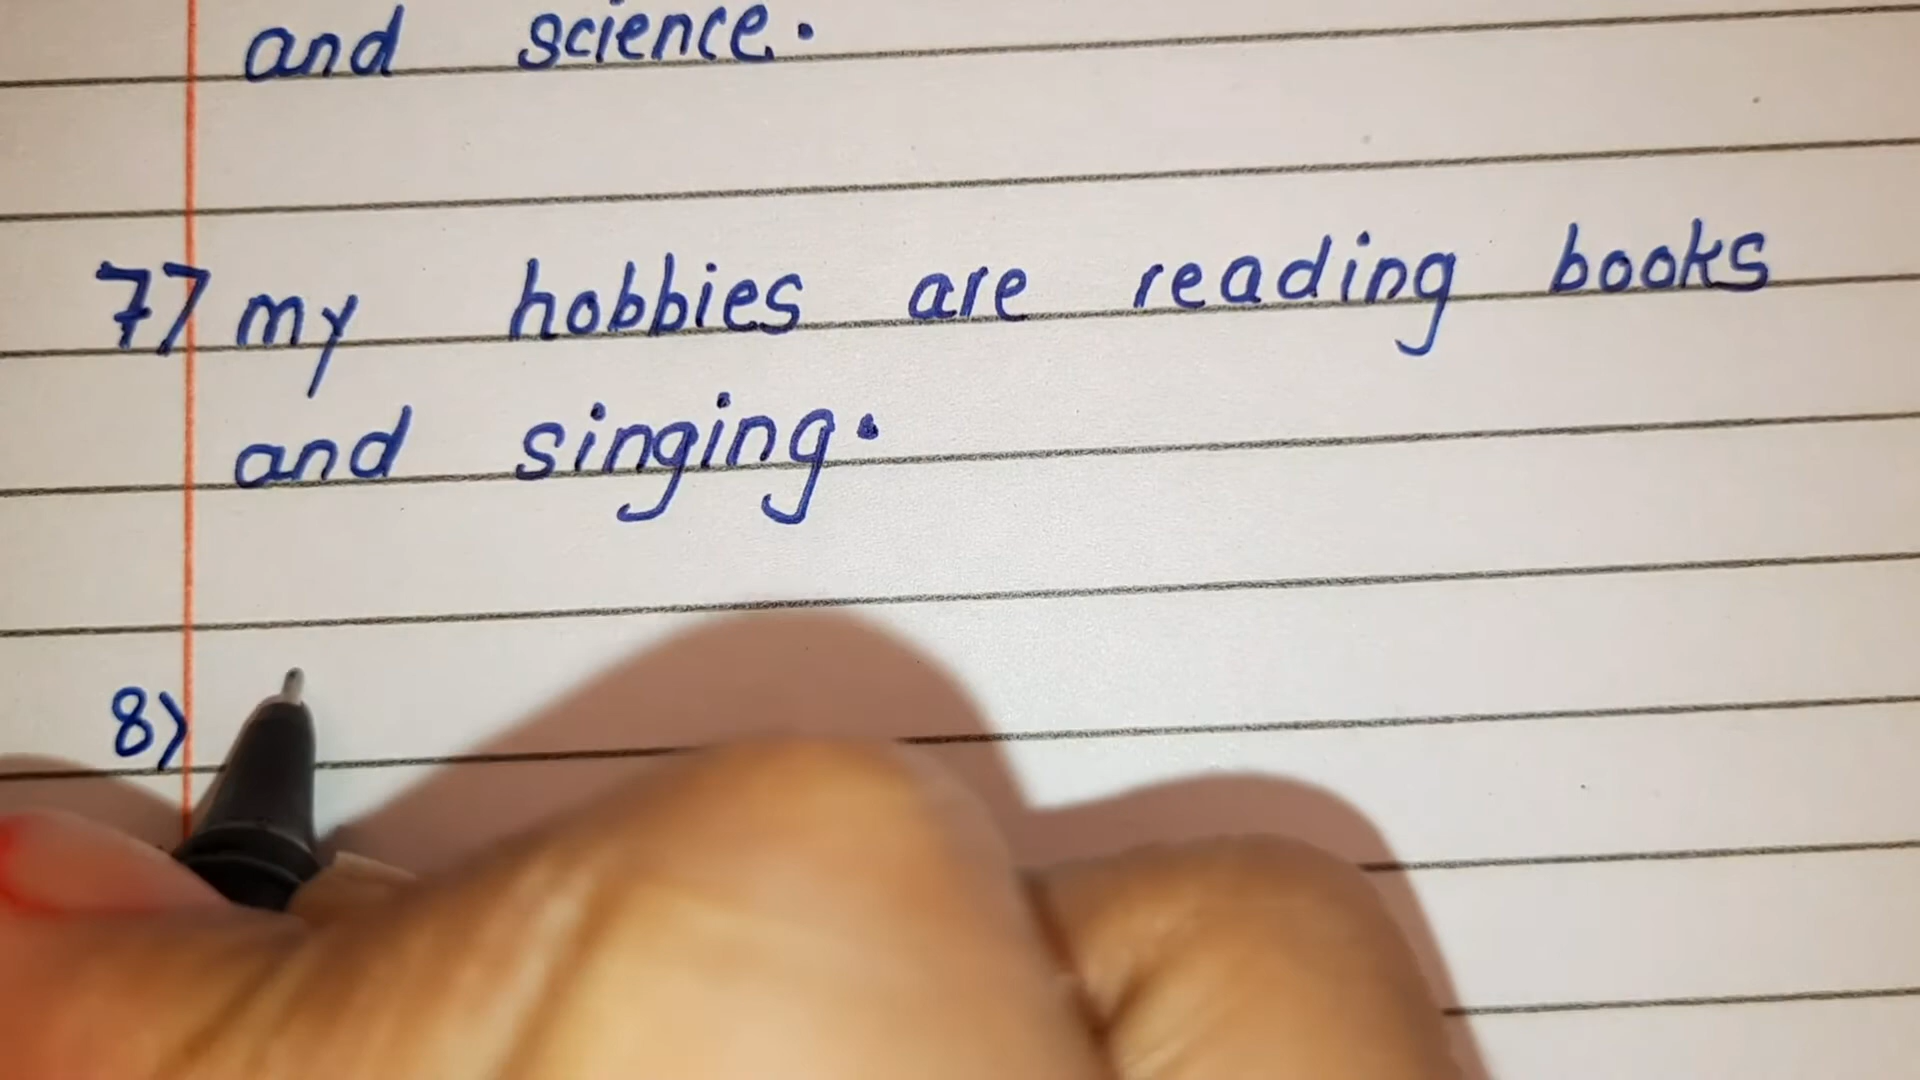 and science.
7) my hobbies are reading books
and singing.
8)